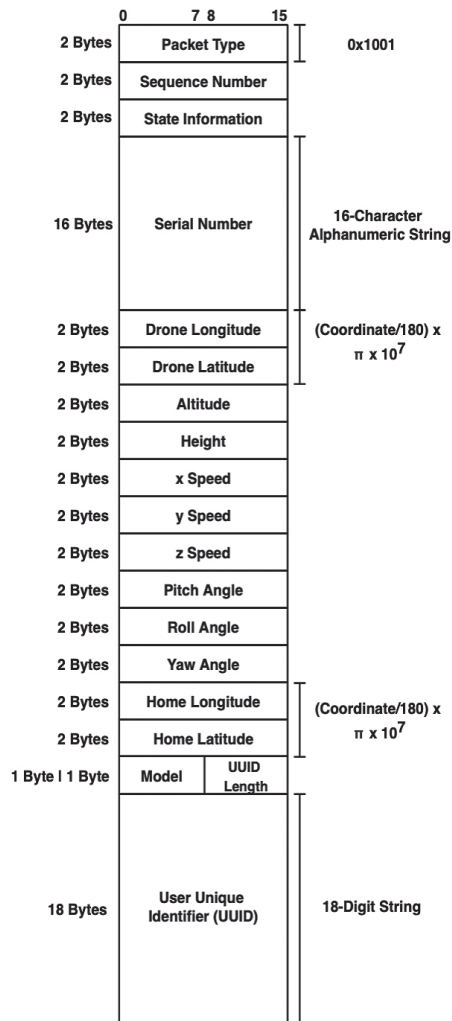 0 7 8 15
2 Bytes Packet Type 0x1001
2 Bytes Sequence Number
2 Bytes State Information
16 Bytes Serial Number 16-Character
Alphanumeric String
2 Bytes Drone Longitude (Coordinate/180) x
π x 10⁷
2 Bytes Drone Latitude
2 Bytes Altitude
2 Bytes Height
2 Bytes x Speed
2 Bytes y Speed
2 Bytes z Speed
2 Bytes Pitch Angle
2 Bytes Roll Angle
2 Bytes Yaw Angle
2 Bytes Home Longitude (Coordinate/180) x
π x 10⁷
2 Bytes Home Latitude
1 Byte | 1 Byte Model UUID
Length
18 Bytes User Unique
Identifier (UUID) 18-Digit String